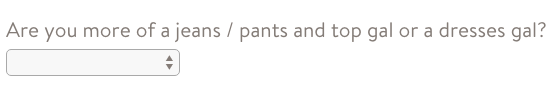 Are you more of a jeans / pants and top gal or a dresses gal?